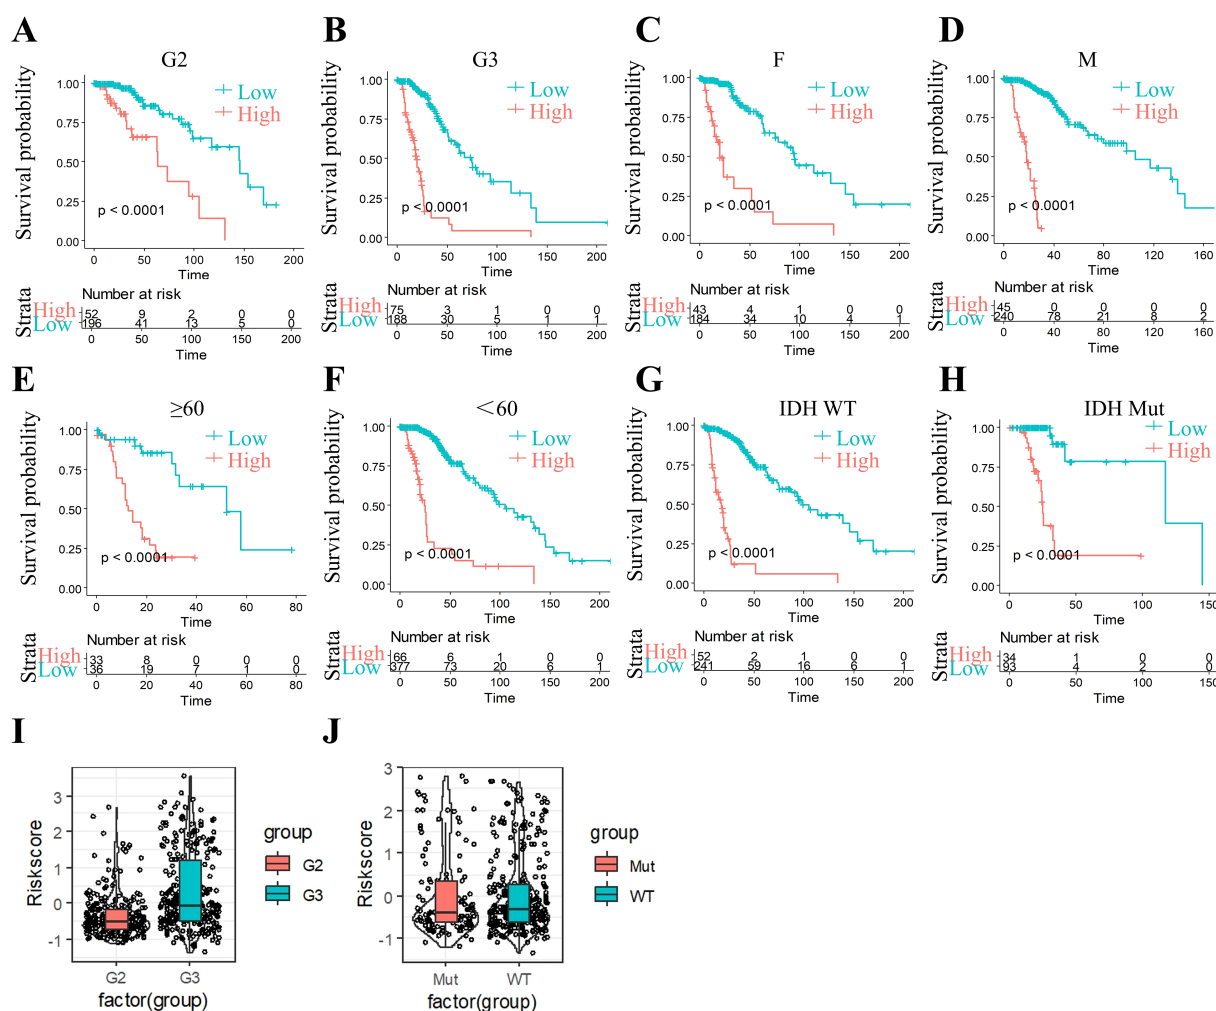 A
G2
Survival probability
1.00
0.75
0.50
0.25
0.00
Low
High
p < 0.0001
0 50 100 150 200
Time
Number at risk
Strata
High 52 9 2 0 0
Low 196 41 13 5 0
0 50 100 150 200
Time
B
G3
Survival probability
1.00
0.75
0.50
0.25
0.00
Low
High
p < 0.0001
0 50 100 150 200
Time
Number at risk
Strata
High 75 3 1 0 0
Low 188 30 5 1 1
0 50 100 150 200
Time
C
F
Survival probability
1.00
0.75
0.50
0.25
0.00
Low
High
p < 0.0001
0 50 100 150 200
Time
Number at risk
Strata
High 43 4 1 0 0
Low 184 34 10 4 1
0 50 100 150 200
Time
D
M
Survival probability
1.00
0.75
0.50
0.25
0.00
Low
High
p < 0.0001
0 40 80 120 160
Time
Number at risk
Strata
High 45 0 0 0 0
Low 240 78 21 8 2
0 40 80 120 160
Time
E
≥60
Survival probability
1.00
0.75
0.50
0.25
0.00
Low
High
p < 0.0001
0 20 40 60 80
Time
Number at risk
Strata
High 33 8 0 0 0
Low 36 19 7 1 0
0 20 40 60 80
Time
F
<60
Survival probability
1.00
0.75
0.50
0.25
0.00
Low
High
p < 0.0001
0 50 100 150 200
Time
Number at risk
Strata
High 66 6 1 0 0
Low 377 73 20 6 1
0 50 100 150 200
Time
G
IDH WT
Survival probability
1.00
0.75
0.50
0.25
0.00
Low
High
p < 0.0001
0 50 100 150 200
Time
Number at risk
Strata
High 52 2 1 0 0
Low 241 59 16 6 1
0 50 100 150 200
Time
H
IDH Mut
Survival probability
1.00
0.75
0.50
0.25
0.00
Low
High
p < 0.0001
0 50 100 150
Time
Number at risk
Strata
High 34 1 0 0
Low 93 4 2 0
0 50 100 150
Time
I
Riskscore
3
2
1
0
-1
G2 G3
factor(group)
group
G2
G3
J
Riskscore
3
2
1
0
-1
Mut WT
factor(group)
group
Mut
WT